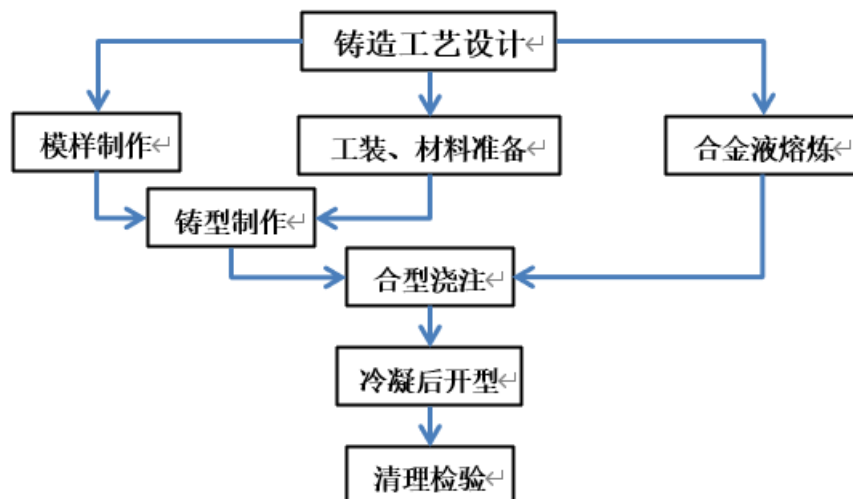 铸造工艺设计
模样制作
工装、材料准备
合金液熔炼
铸型制作
合型浇注
冷凝后开型
清理检验